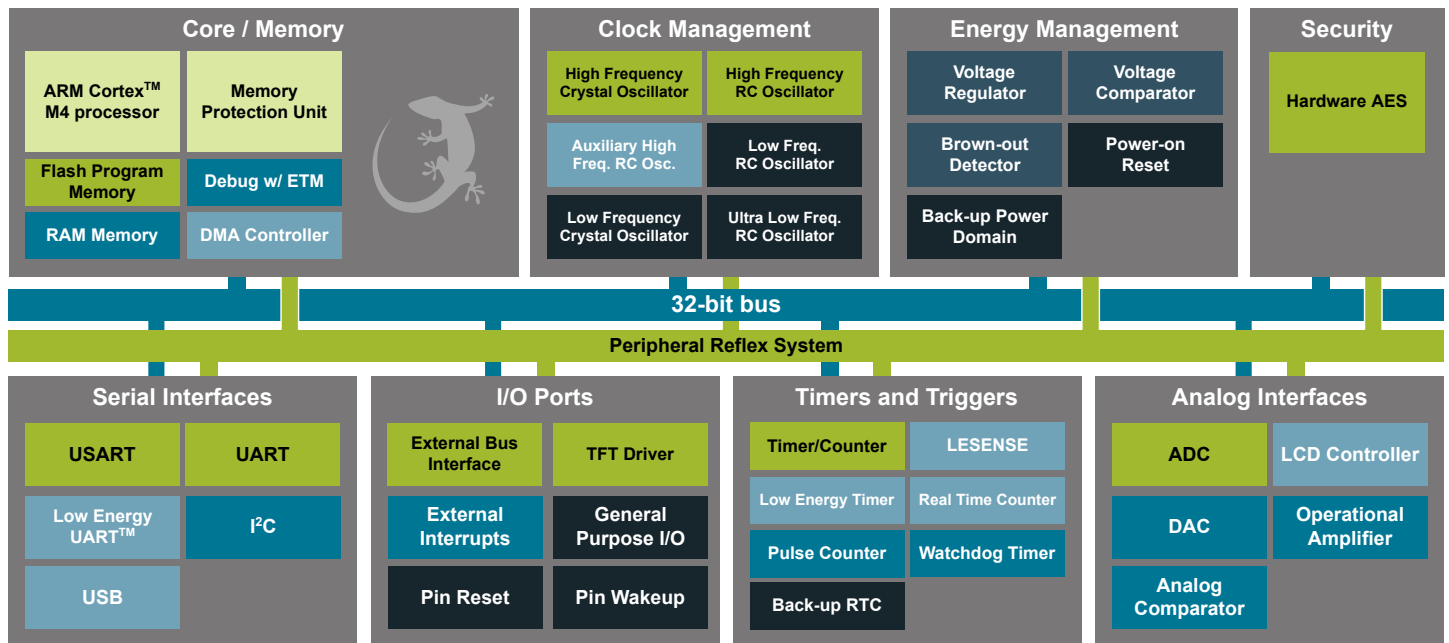 Core / Memory
ARM Cortex™
M4 processor
Memory
Protection Unit
Flash Program
Memory
Debug w/ ETM
RAM Memory
DMA Controller
Clock Management
High Frequency
Crystal Oscillator
High Frequency
RC Oscillator
Auxiliary High
Freq. RC Osc.
Low Freq.
RC Oscillator
Low Frequency
Crystal Oscillator
Ultra Low Freq.
RC Oscillator
Energy Management
Voltage
Regulator
Voltage
Comparator
Brown-out
Detector
Power-on
Reset
Back-up Power
Domain
Security
Hardware AES
32-bit bus
Peripheral Reflex System
Serial Interfaces
USART
UART
Low Energy
UART™
I²C
USB
I/O Ports
External Bus
Interface
TFT Driver
External
Interrupts
General
Purpose I/O
Pin Reset
Pin Wakeup
Timers and Triggers
Timer/Counter
LESENSE
Low Energy Timer
Real Time Counter
Pulse Counter
Watchdog Timer
Back-up RTC
Analog Interfaces
ADC
LCD Controller
DAC
Operational
Amplifier
Analog
Comparator